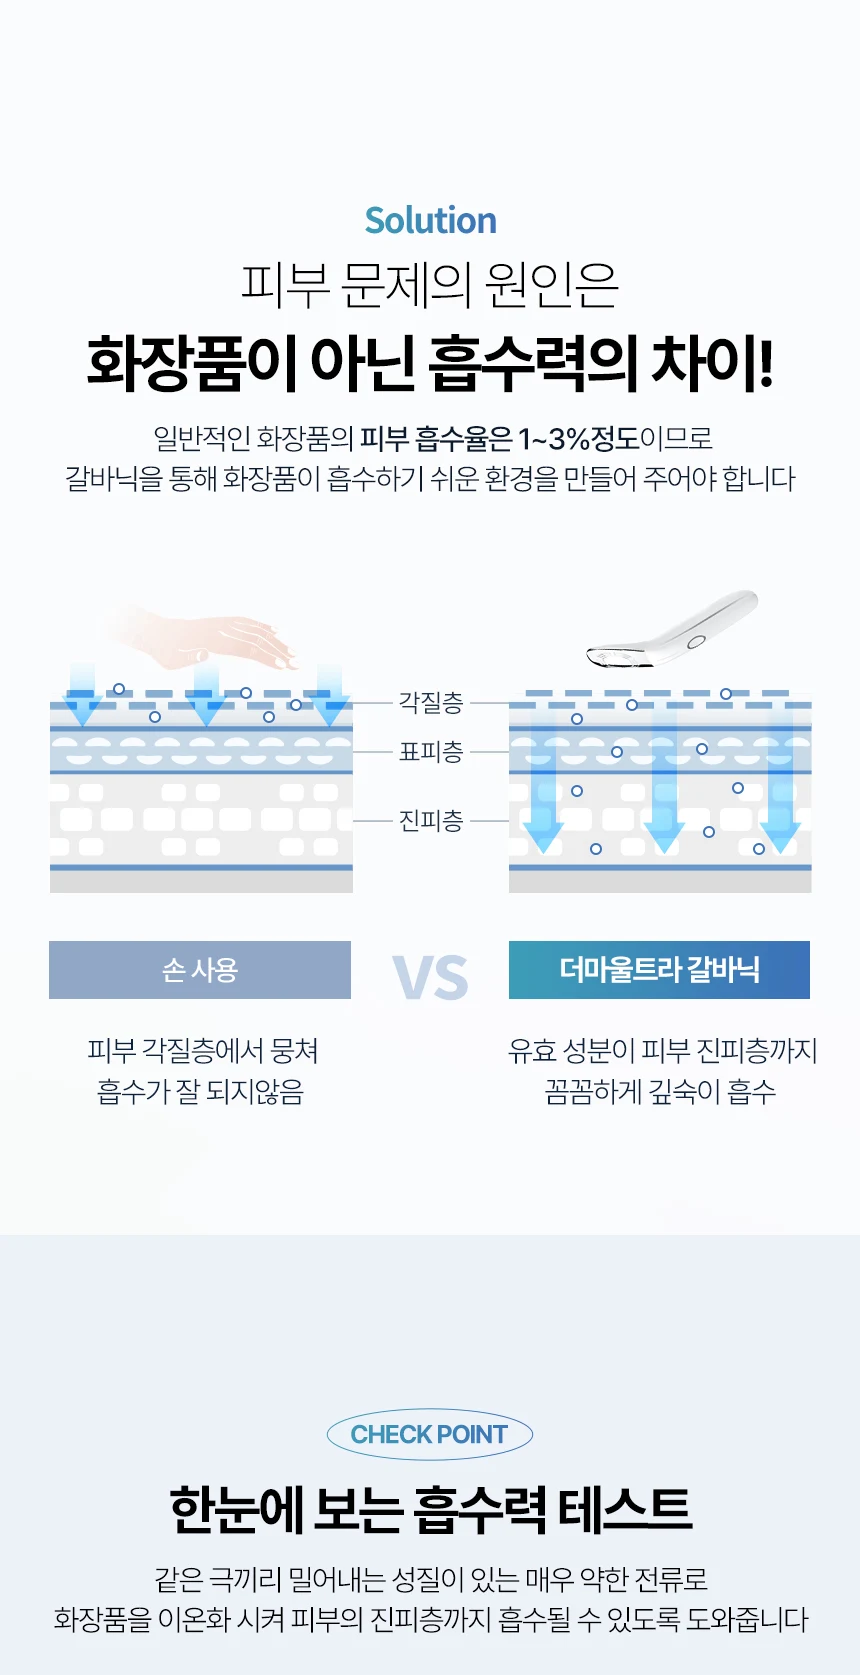 Solution
피부 문제의 원인은
화장품이 아닌 흡수력의 차이!
일반적인 화장품의 피부 흡수율은 1~3%정도이므로
갈바닉을 통해 화장품이 흡수하기 쉬운 환경을 만들어 주어야 합니다
각질층
표피층
진피층
손 사용
VS
더마울트라 갈바닉
피부 각질층에서 뭉쳐
흡수가 잘 되지않음
유효 성분이 피부 진피층까지
꼼꼼하게 깊숙이 흡수
CHECK POINT
한눈에 보는 흡수력 테스트
같은 극끼리 밀어내는 성질이 있는 매우 약한 전류로
화장품을 이온화 시켜 피부의 진피층까지 흡수될 수 있도록 도와줍니다